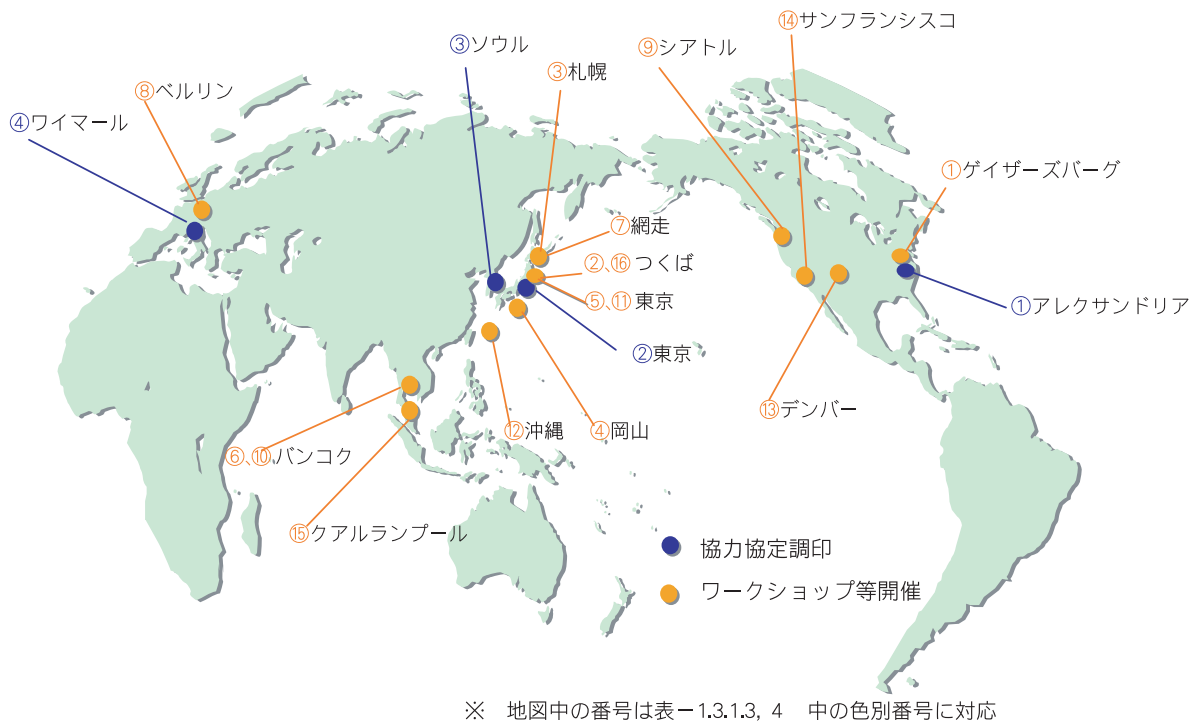 ⑭サンフランシスコ
⑨シアトル
③ソウル
③札幌
⑧ベルリン
④ワイマール
①ゲイザーズバーグ
⑦網走
②、⑯つくば
⑤、⑪東京
①アレクサンドリア
②東京
⑬デンバー
⑫沖縄
④岡山
⑥、⑩バンコク
⑮クアルランプール
協力協定調印
ワークショップ等開催
※ 地図中の番号は表－1.3.1.3, 4 中の色別番号に対応